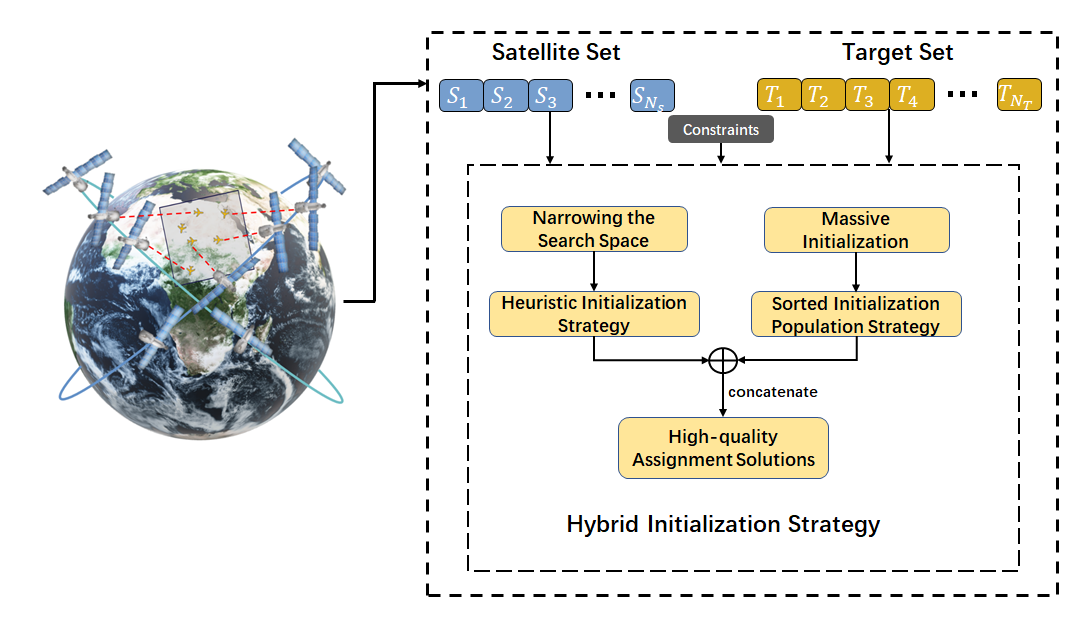 Satellite Set
Target Set
S_1 S_2 S_3 ··· S_{N_s}
T_1 T_2 T_3 T_4 ··· T_{N_T}
Constraints
Narrowing the
Search Space
Massive
Initialization
Heuristic Initialization
Strategy
Sorted Initialization
Population Strategy
concatenate
High-quality
Assignment Solutions
Hybrid Initialization Strategy